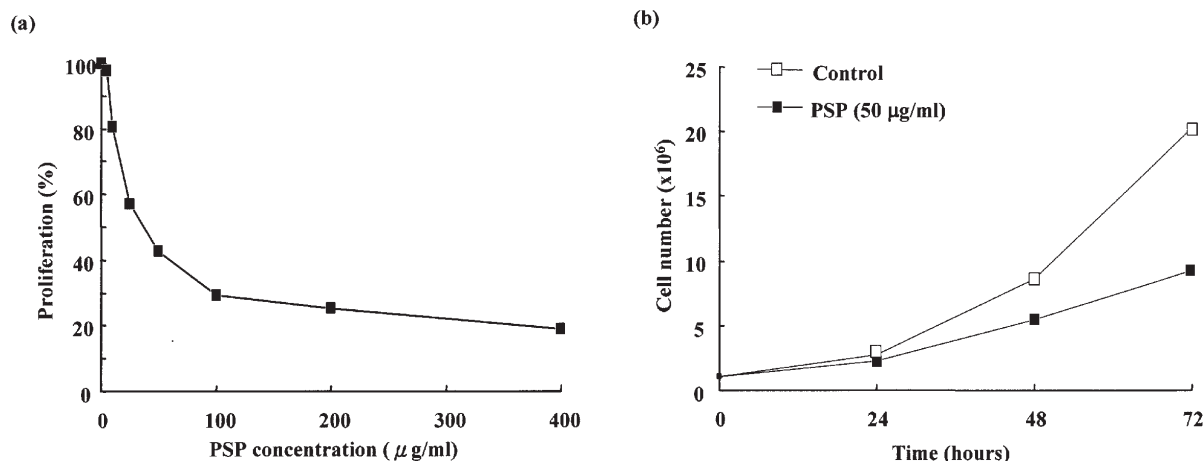 (a)
100
80
60
40
20
0
Proliferation (%)
0 100 200 300 400
PSP concentration ( μ g/ml)
(b)
Control
PSP (50 μg/ml)
25
20
15
10
5
0
Cell number (x10⁶)
0 24 48 72
Time (hours)